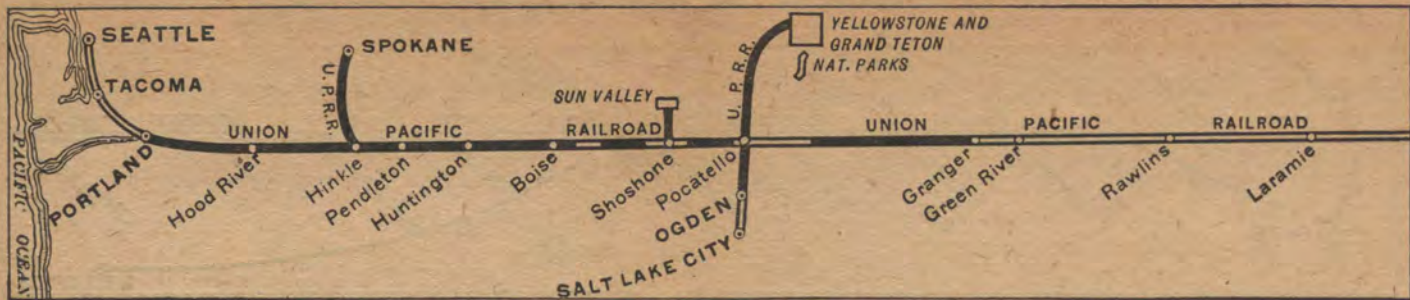 SEATTLE
TACOMA
PORTLAND
PACIFIC
OCEAN
SPOKANE
U. P. R. R.
UNION PACIFIC RAILROAD
Hood River
Hinkle
Pendleton
Huntington
Boise
SUN VALLEY
Shoshone
Pocatello
OGDEN
SALT LAKE CITY
U. P. R. R.
YELLOWSTONE AND
GRAND TETON
NAT. PARKS
UNION PACIFIC RAILROAD
Granger
Green River
Rawlins
Laramie